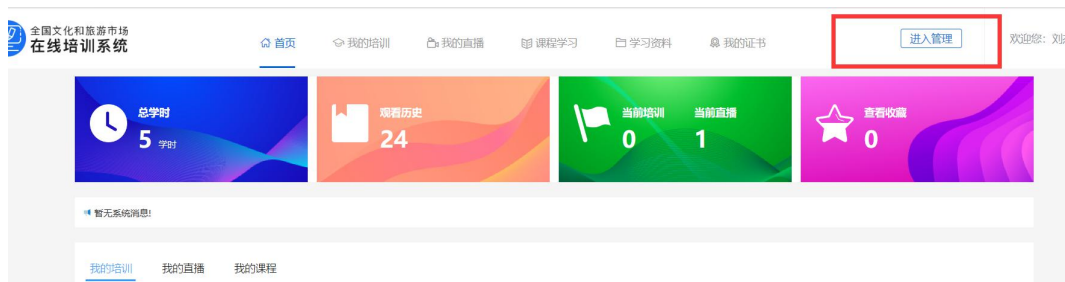 全国文化和旅游市场
在线培训系统
首页 我的培训 我的直播 课程学习 学习资料 我的证书 进入管理 欢迎您：刘
总学时
5 学时
观看历史
24
当前培训 当前直播
0 1
查看收藏
0
暂无系统消息!
我的培训 我的直播 我的课程